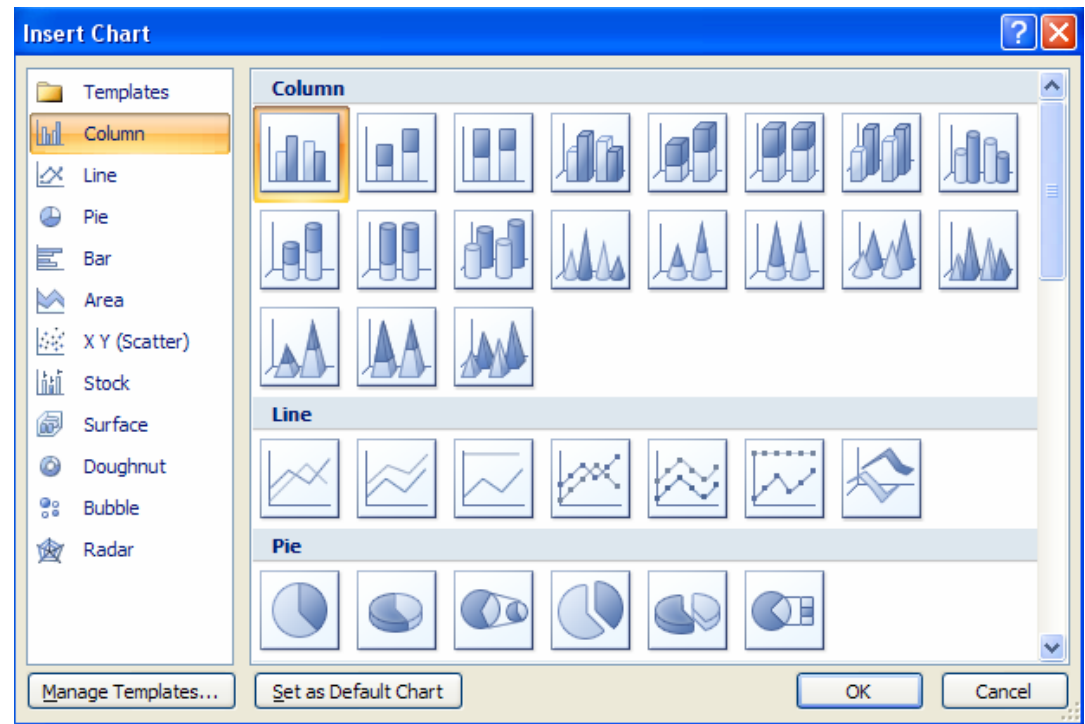 Insert Chart
Templates
Column
Line
Pie
Bar
Area
X Y (Scatter)
Stock
Surface
Doughnut
Bubble
Radar
Column
Line
Pie
Manage Templates...
Set as Default Chart
OK
Cancel